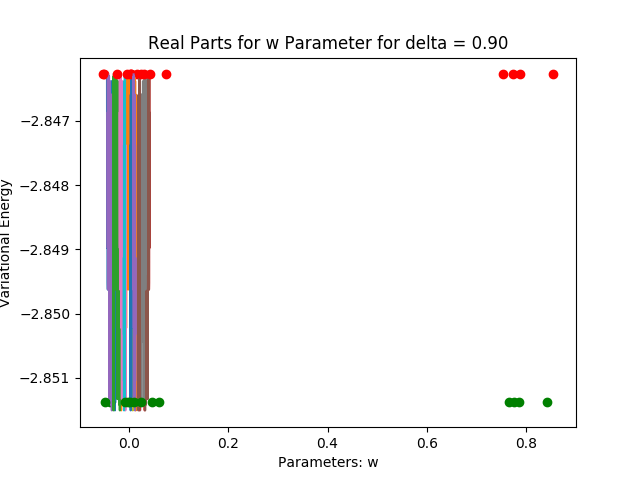 Real Parts for w Parameter for delta = 0.90
−2.847
−2.848
−2.849
−2.850
−2.851
Variational Energy
0.0 0.2 0.4 0.6 0.8
Parameters: w